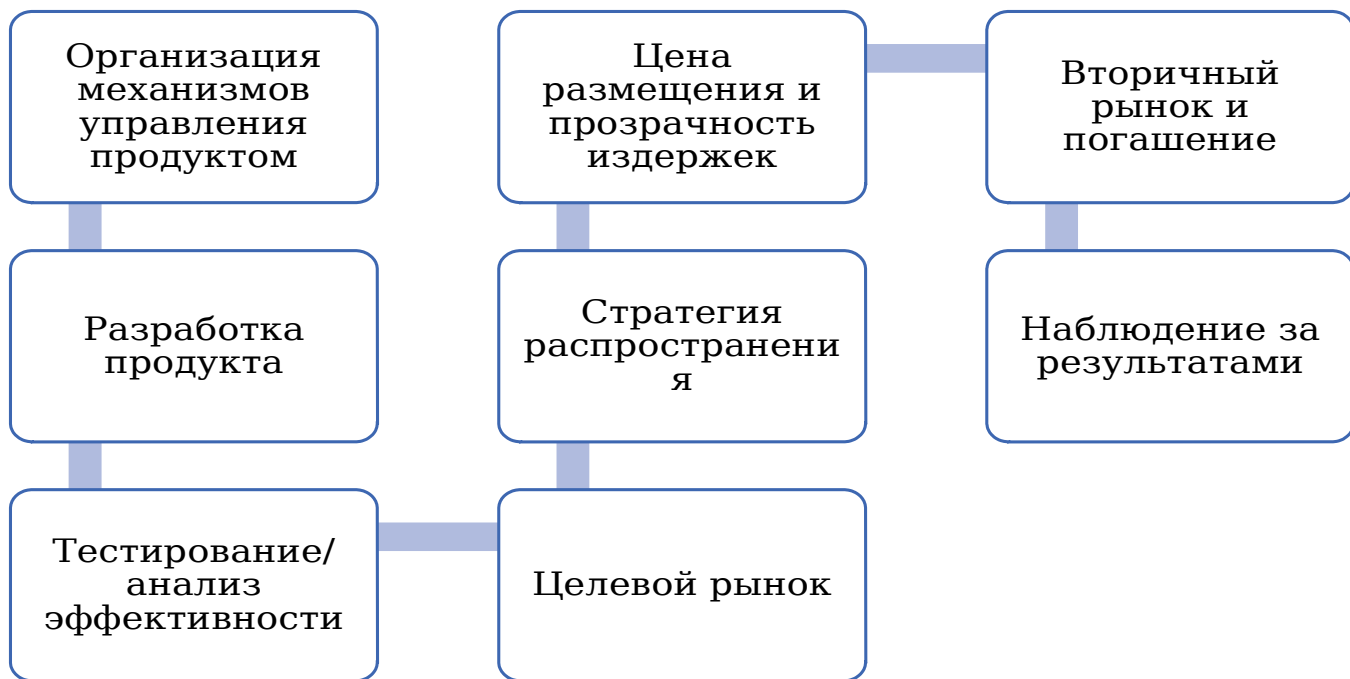 Организация
механизмов
управления
продуктом
Разработка
продукта
Тестирование/
анализ
эффективности
Целевой рынок
Стратегия
распространени
я
Цена
размещения и
прозрачность
издержек
Вторичный
рынок и
погашение
Наблюдение за
результатами